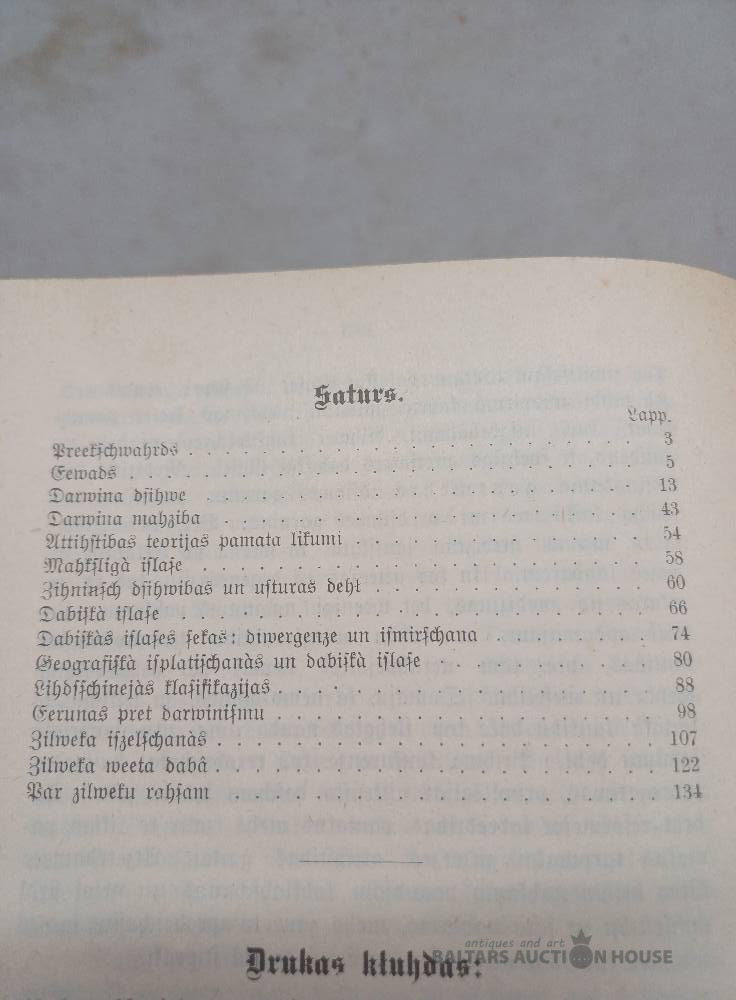 Saturs.
Lapp.
Preekſchwahrds . . . . . . . . . . . . . . . . . . 3
Eewads . . . . . . . . . . . . . . . . . . . . 5
Darwina dſihwe . . . . . . . . . . . . . . . . . 13
Darwina mahziba . . . . . . . . . . . . . . . . . 43
Attihſtibas teorijas pamata likumi . . . . . . . . . . . 54
Mahkſligà iſlaſe . . . . . . . . . . . . . . . . . 58
Zihninſch dſihwibas un uſturas dehļ . . . . . . . . . . 60
Dabiſkà iſlaſe . . . . . . . . . . . . . . . . . . 66
Dabiſkàs iſlaſes ſekas: diwergenze un iſmirſchana . . . . . 74
Geografiſkà iſplatiſchanàs un dabiſkà iſlaſe . . . . . . . 80
Lihdſſchinejàs klaſifikazijas . . . . . . . . . . . . . . 88
Eerunas pret darwiniſmu . . . . . . . . . . . . . . . 98
Zilweka iſzelſchanàs . . . . . . . . . . . . . . . . 107
Zilweka weeta dabâ . . . . . . . . . . . . . . . . . 122
Par zilweku raſam . . . . . . . . . . . . . . . . . 134
Drukas kļuhdas:
antiques and art
BALTARS AUCTION HOUSE